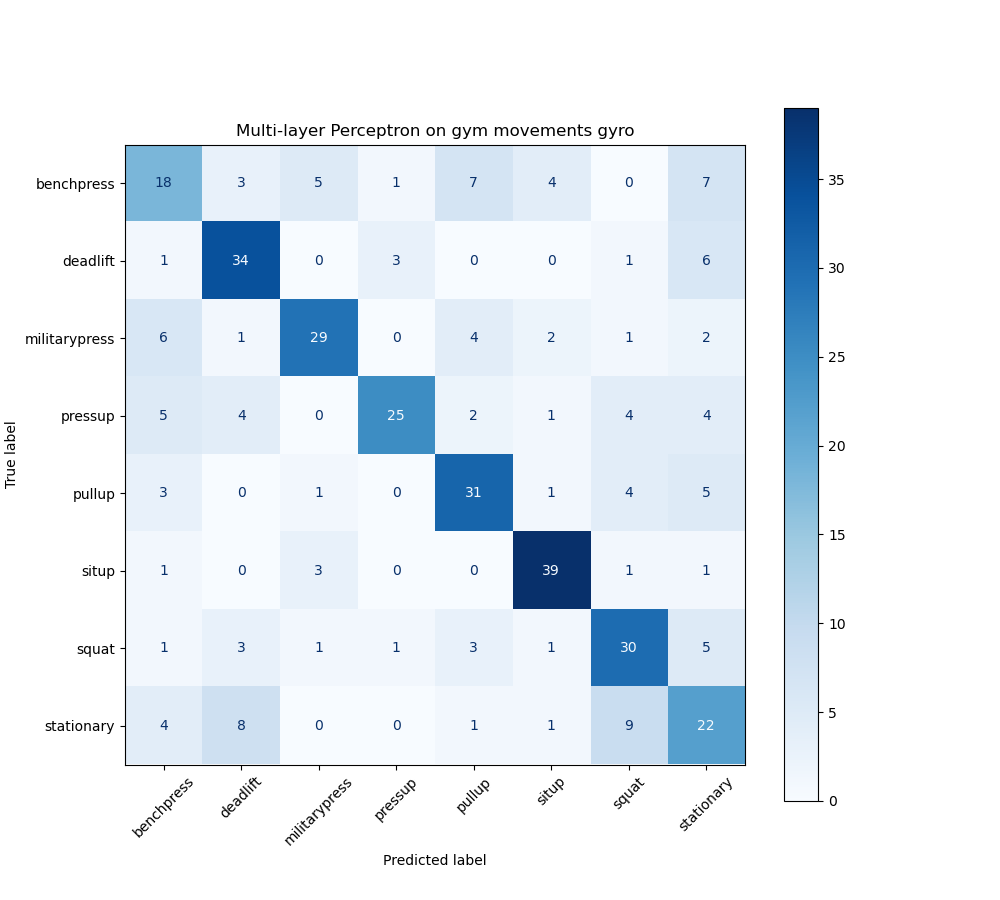 Multi-layer Perceptron on gym movements gyro
True label
benchpress 18 3 5 1 7 4 0 7
deadlift 1 34 0 3 0 0 1 6
militarypress 6 1 29 0 4 2 1 2
pressup 5 4 0 25 2 1 4 4
pullup 3 0 1 0 31 1 4 5
situp 1 0 3 0 0 39 1 1
squat 1 3 1 1 3 1 30 5
stationary 4 8 0 0 1 1 9 22
benchpress deadlift militarypress pressup pullup situp squat stationary
Predicted label
35
30
25
20
15
10
5
0